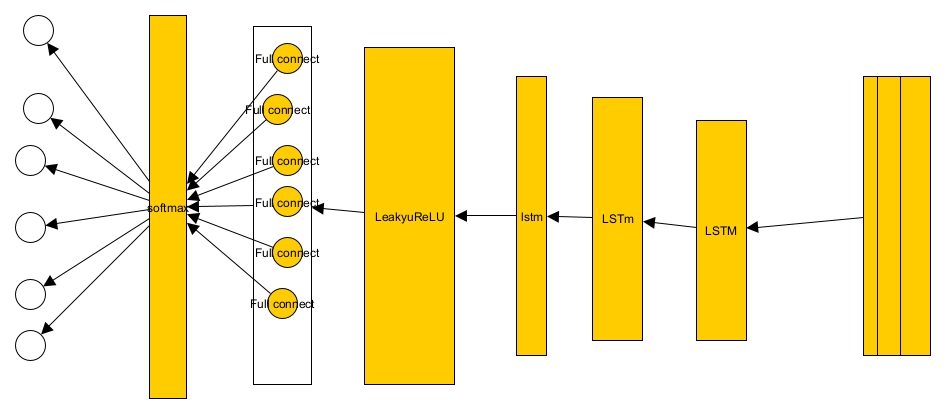 Full connect
Full connect
Full connect
softmax
Full connect
LeakyuReLU
lstm
LSTm
LSTM
Full connect
Full connect